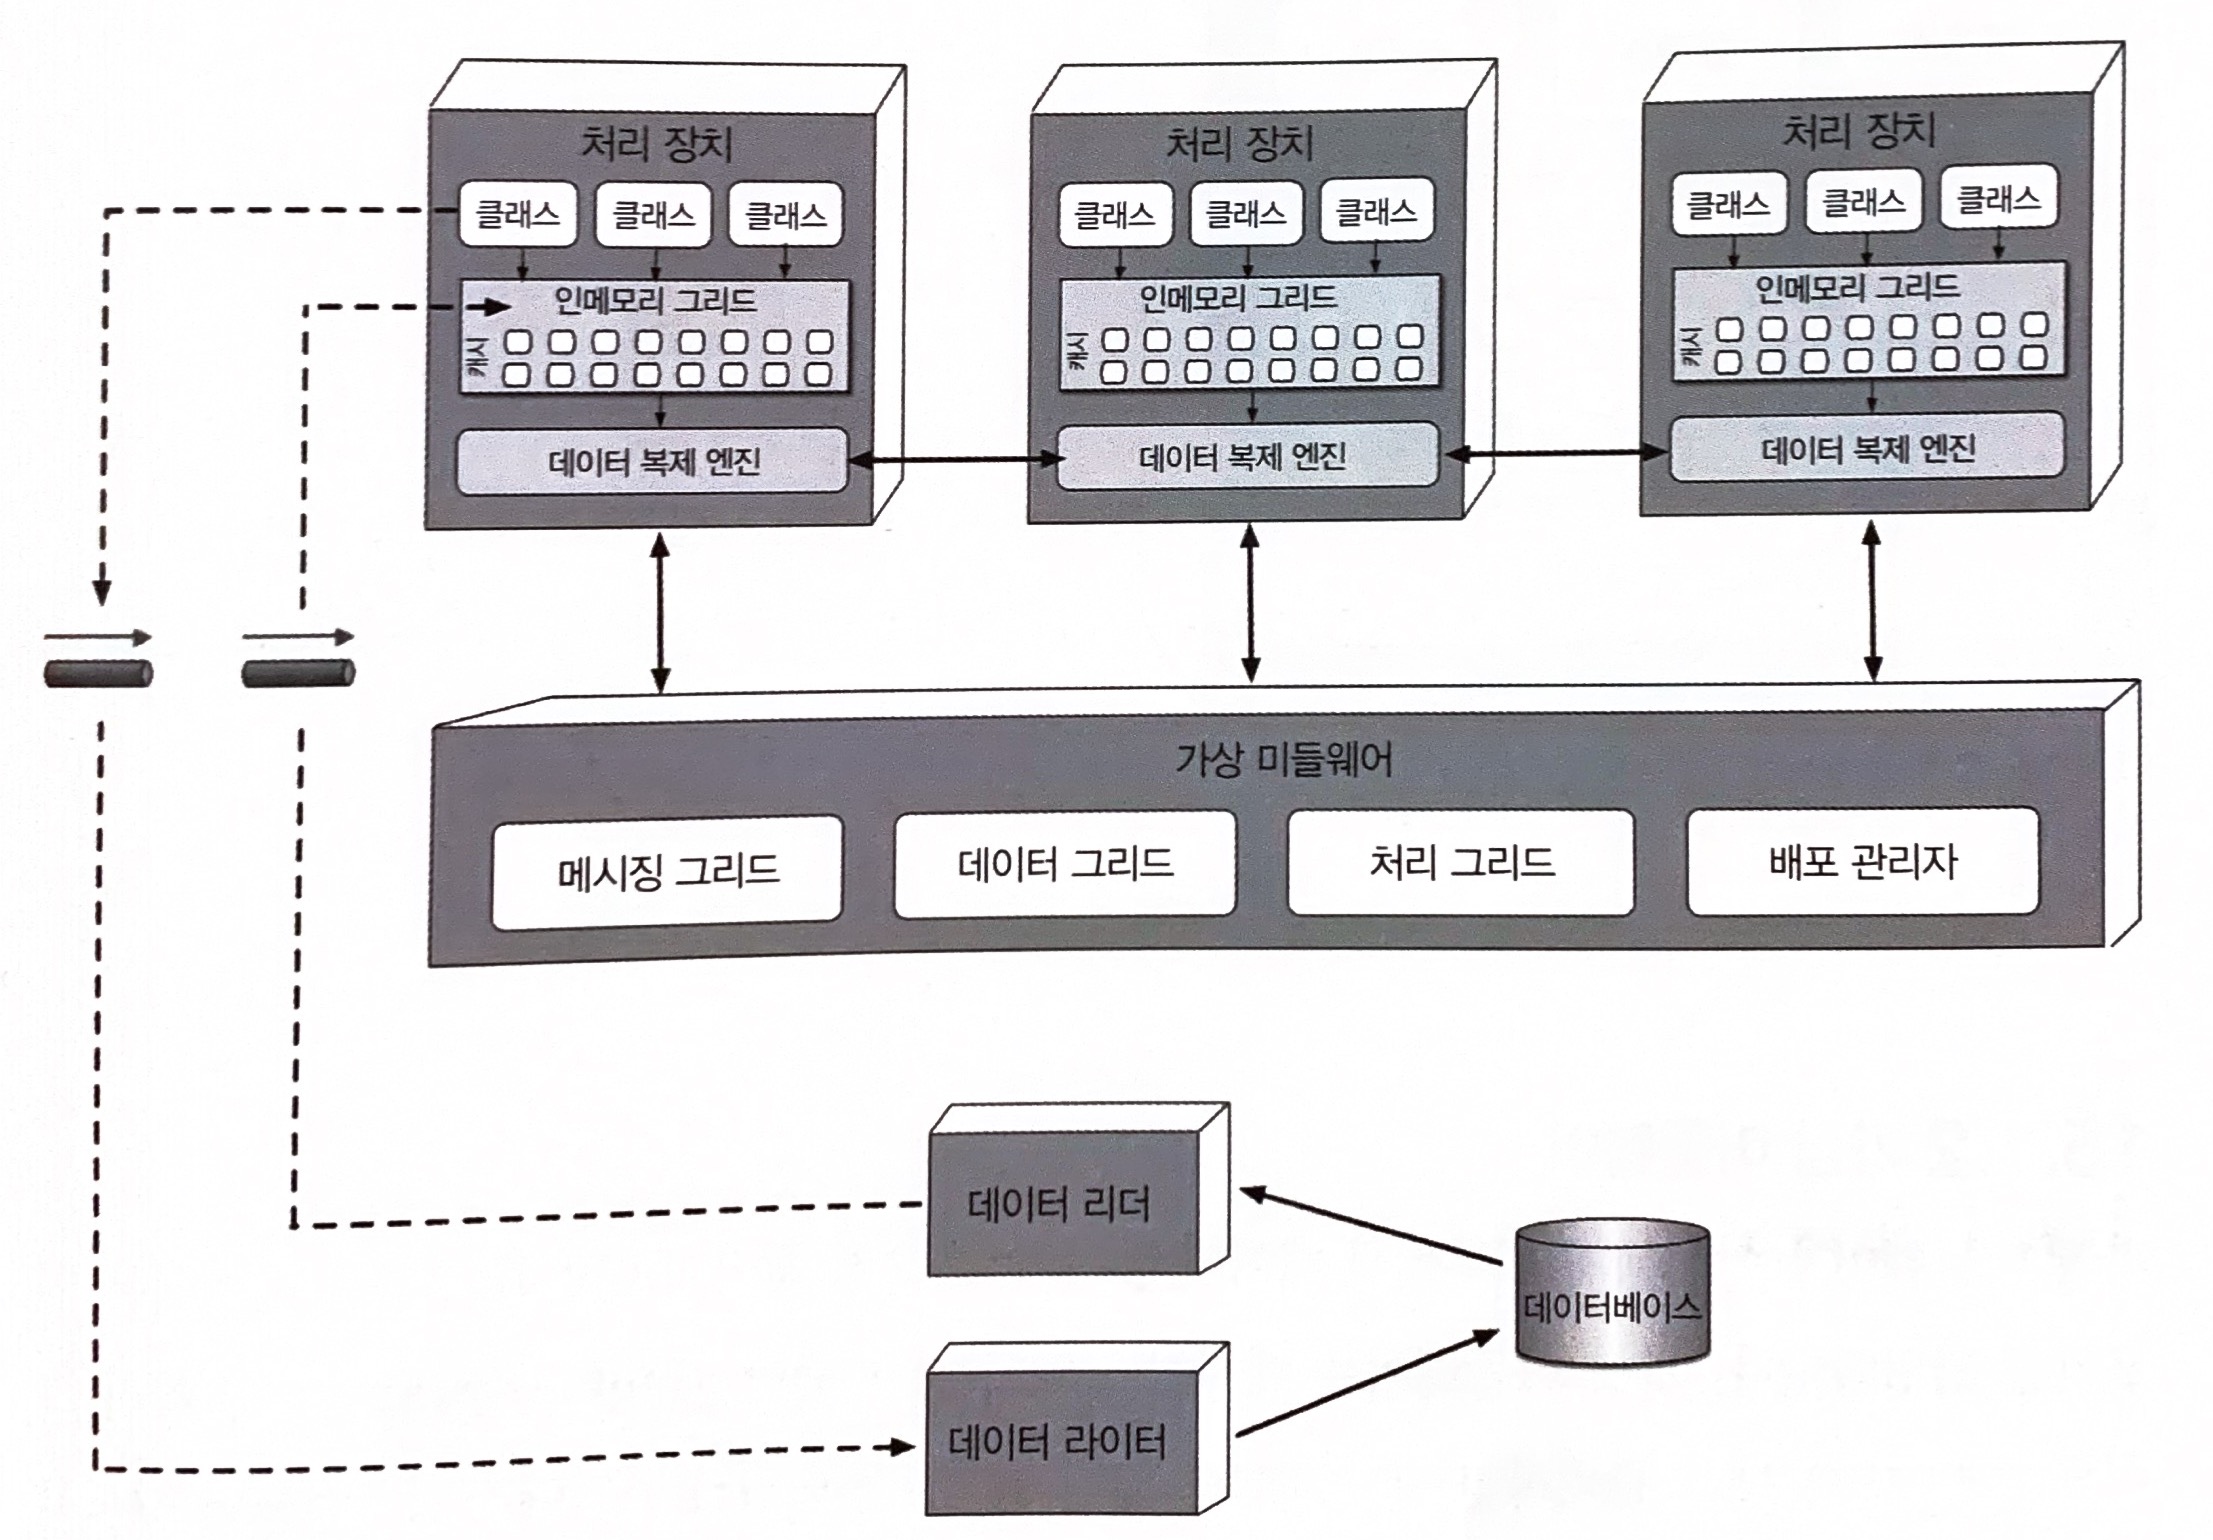 처리 장치
클래스 클래스 클래스
인메모리 그리드
캐시
데이터 복제 엔진
처리 장치
클래스 클래스 클래스
인메모리 그리드
캐시
데이터 복제 엔진
처리 장치
클래스 클래스 클래스
인메모리 그리드
캐시
데이터 복제 엔진
가상 미들웨어
메시징 그리드
데이터 그리드
처리 그리드
배포 관리자
데이터 리더
데이터베이스
데이터 라이터